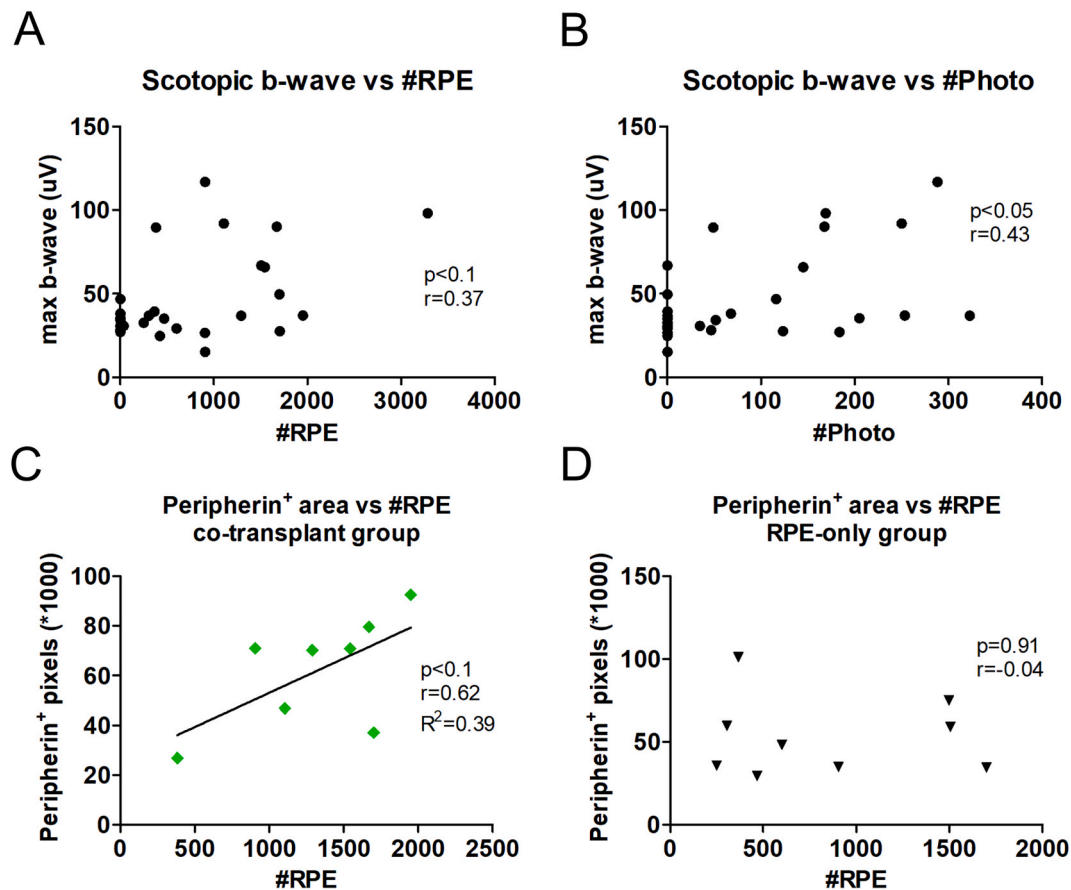 A
Scotopic b-wave vs #RPE
max b-wave (uV)
150
100
50
0
0 1000 2000 3000 4000
#RPE
p<0.1
r=0.37
B
Scotopic b-wave vs #Photo
max b-wave (uV)
150
100
50
0
0 100 200 300 400
#Photo
p<0.05
r=0.43
C
Peripherin⁺ area vs #RPE
co-transplant group
Peripherin⁺ pixels (*1000)
100
80
60
40
20
0
0 500 1000 1500 2000 2500
#RPE
p<0.1
r=0.62
R²=0.39
D
Peripherin⁺ area vs #RPE
RPE-only group
Peripherin⁺ pixels (*1000)
150
100
50
0
0 500 1000 1500 2000
#RPE
p=0.91
r=-0.04